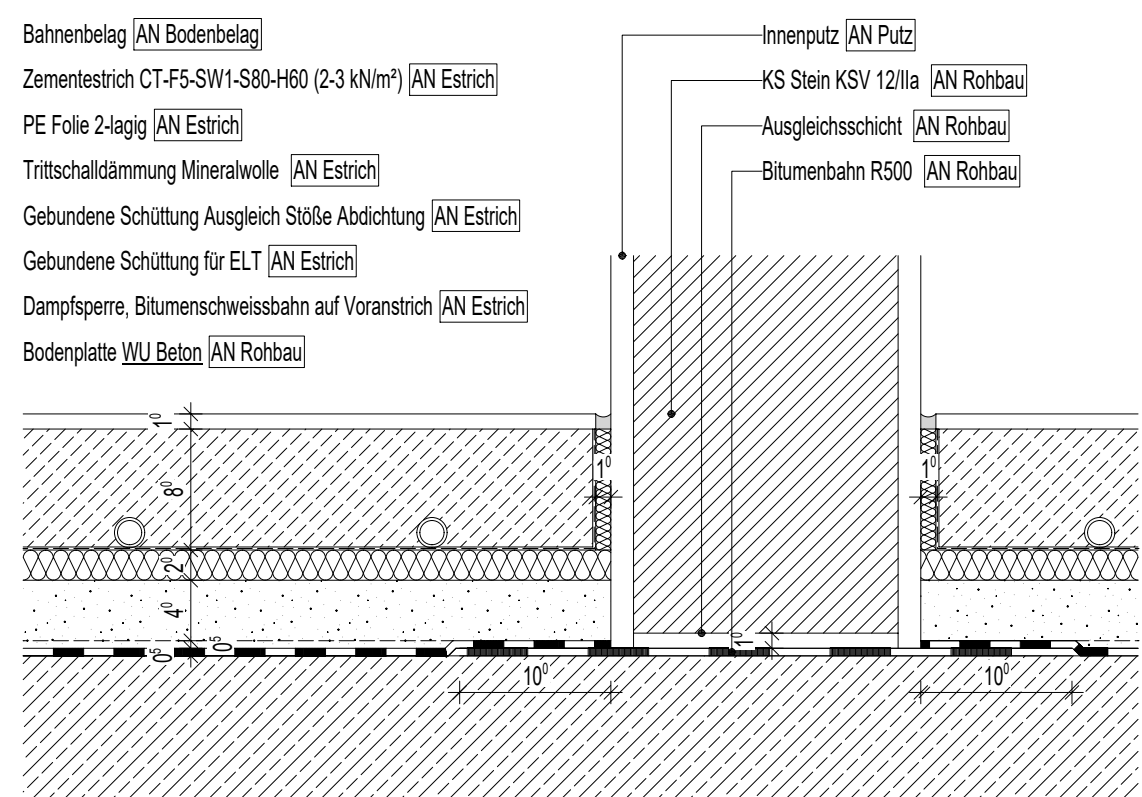 Bahnenbelag AN Bodenbelag
Zementestrich CT-F5-SW1-S80-H60 (2-3 kN/m²) AN Estrich
PE Folie 2-lagig AN Estrich
Trittschalldämmung Mineralwolle AN Estrich
Gebundene Schüttung Ausgleich Stöße Abdichtung AN Estrich
Gebundene Schüttung für ELT AN Estrich
Dampfsperre, Bitumenschweissbahn auf Voranstrich AN Estrich
Bodenplatte WU Beton AN Rohbau
Innenputz AN Putz
KS Stein KSV 12/IIa AN Rohbau
Ausgleichsschicht AN Rohbau
Bitumenbahn R500 AN Rohbau
1⁰
8⁰
2⁰
4⁰
0⁵
0⁵
1⁰
1⁰
1⁰
10⁰
10⁰